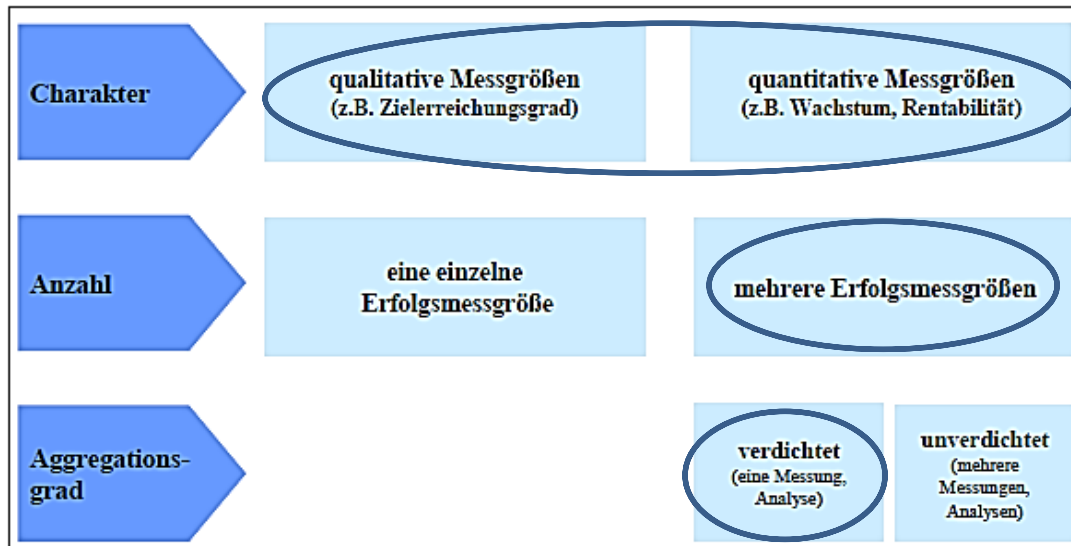 Charakter
qualitative Messgrößen
(z.B. Zielerreichungsgrad)
quantitative Messgrößen
(z.B. Wachstum, Rentabilität)
Anzahl
eine einzelne
Erfolgsmessgröße
mehrere Erfolgsmessgrößen
Aggregations-
grad
verdichtet
(eine Messung,
Analyse)
unverdichtet
(mehrere
Messungen,
Analysen)